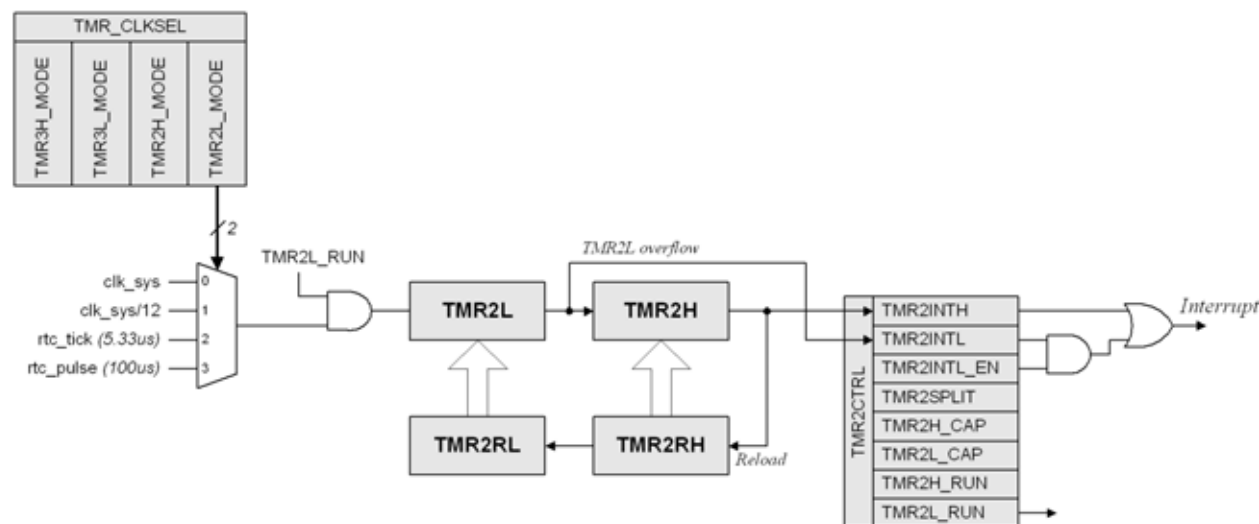 TMR_CLKSEL
TMR3H_MODE
TMR3L_MODE
TMR2H_MODE
TMR2L_MODE
2
TMR2L_RUN
TMR2L overflow
clk_sys
0
clk_sys/12
1
rtc_tick (5.33us)
2
rtc_pulse (100us)
3
TMR2L
TMR2H
TMR2RL
TMR2RH
Reload
TMR2CTRL
TMR2INTH
TMR2INTL
TMR2INTL_EN
TMR2SPLIT
TMR2H_CAP
TMR2L_CAP
TMR2H_RUN
TMR2L_RUN
Interrupt